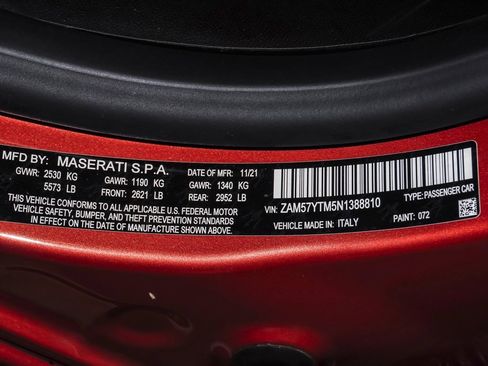 MFD BY: MASERATI S.P.A. DATE OF MFR: 11/21
GVWR: 2530 KG GAWR: 1190 KG GAWR: 1340 KG
5573 LB FRONT: 2621 LB REAR: 2952 LB
THIS VEHICLE CONFORMS TO ALL APPLICABLE U.S. FEDERAL MOTOR
VEHICLE SAFETY, BUMPER, AND THEFT PREVENTION STANDARDS
IN EFFECT ON THE DATE OF MANUFACTURE SHOWN ABOVE.
VIN: ZAM57YTM5N1388810 TYPE: PASSENGER CAR
VEHICLE MADE IN: ITALY PAINT: 072